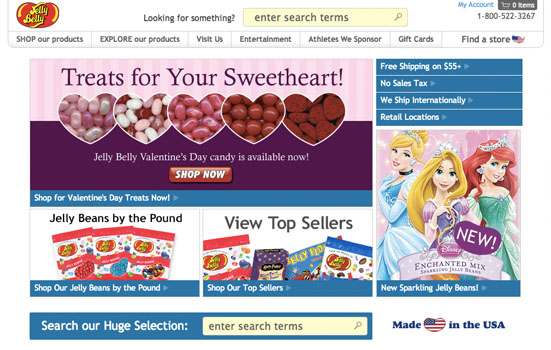 Jelly
Belly
My Account
0 Items
Looking for something?
enter search terms
1-800-522-3267
SHOP our products
EXPLORE our products
Visit Us
Entertainment
Athletes We Sponsor
Gift Cards
Find a store
Treats for Your Sweetheart!
Jelly Belly Valentine's Day candy is available now!
SHOP NOW
Shop for Valentine's Day Treats Now!
Free Shipping on $55+
No Sales Tax
We Ship Internationally
Retail Locations
Jelly Beans by the Pound
Shop Our Jelly Beans by the Pound
View Top Sellers
Shop Our Top Sellers
NEW!
Disney
ENCHANTED MIX
SPARKLING JELLY BEANS
New Sparkling Jelly Beans!
Search our Huge Selection:
enter search terms
Made in the USA